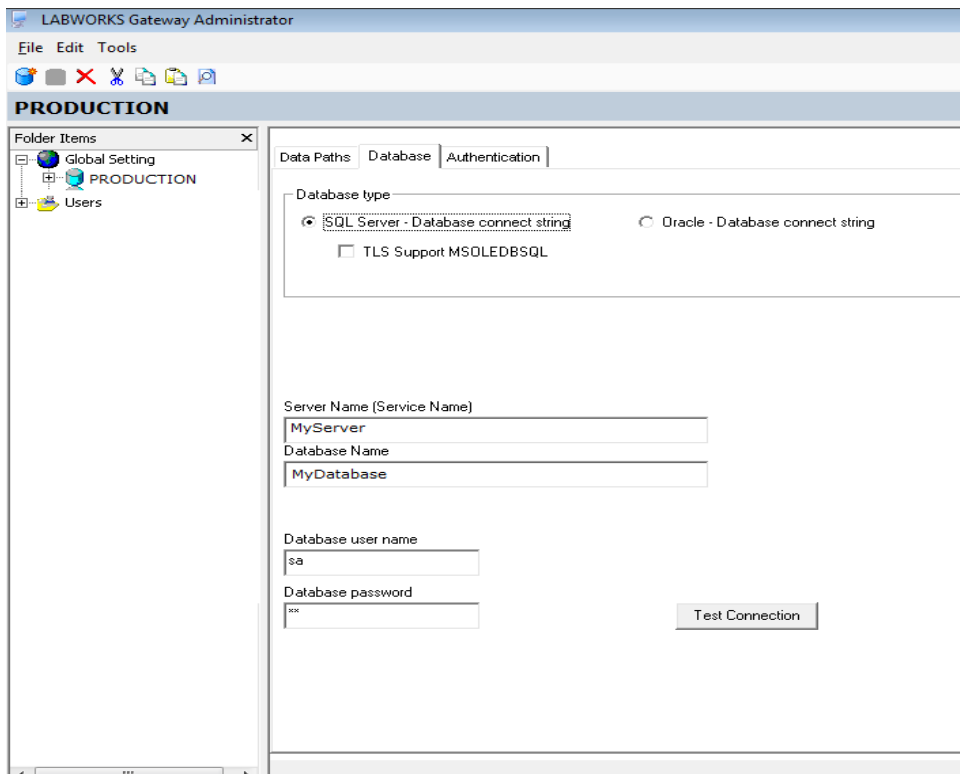 LABWORKS Gateway Administrator
File Edit Tools
PRODUCTION
Folder Items
Global Setting
PRODUCTION
Users
Data Paths Database Authentication
Database type
SQL Server - Database connect string Oracle - Database connect string
TLS Support MSOLEDBSQL
Server Name (Service Name)
MyServer
Database Name
MyDatabase
Database user name
sa
Database password
**
Test Connection